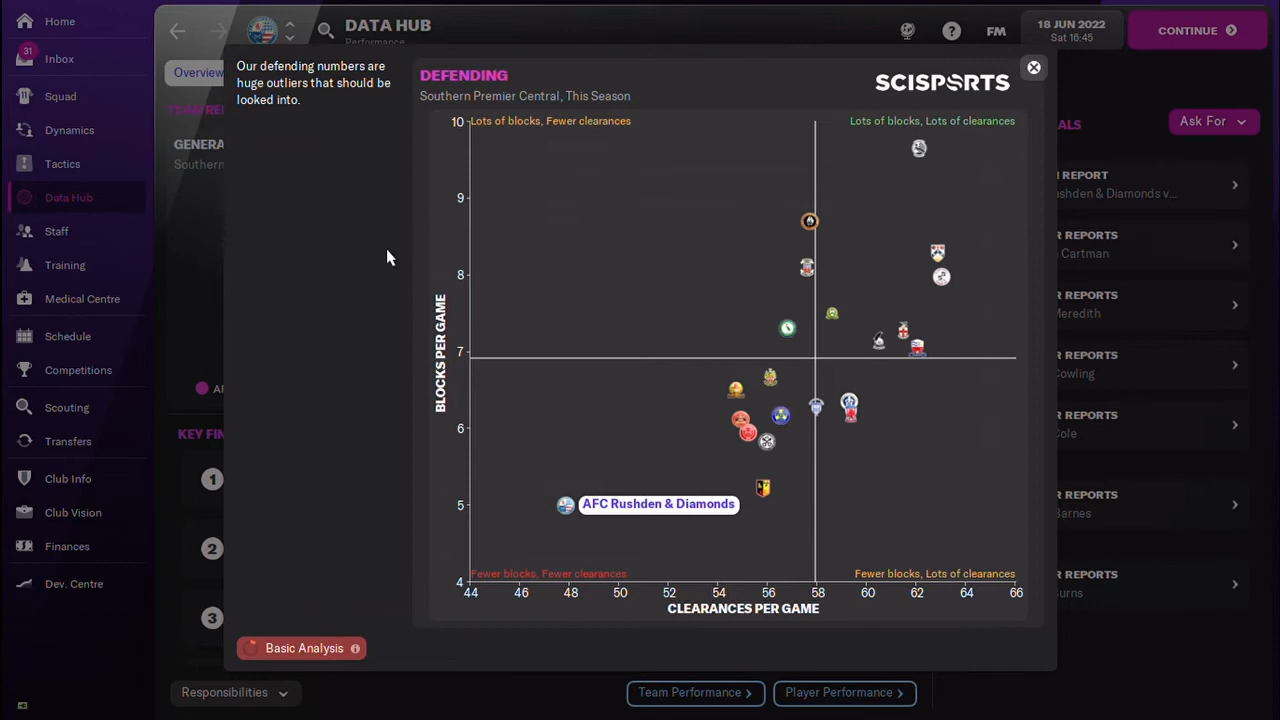 Home
31
Inbox
Squad
Dynamics
Tactics
Data Hub
Staff
Training
Medical Centre
Schedule
Competitions
Scouting
Transfers
Club Info
Club Vision
Finances
Dev. Centre
DATA HUB
Performance
FM
18 JUN 2022
Sat 16:45
CONTINUE
Overview
GENERA
Southern
KEY FIN
1
2
3
Our defending numbers are
huge outliers that should be
looked into.
DEFENDING
Southern Premier Central, This Season
SCISPORTS
Lots of blocks, Fewer clearances
Lots of blocks, Lots of clearances
BLOCKS PER GAME
10
9
8
7
6
5
4
AFC Rushden & Diamonds
Fewer blocks, Fewer clearances
Fewer blocks, Lots of clearances
44 46 48 50 52 54 56 58 60 62 64 66
CLEARANCES PER GAME
Basic Analysis
ALS
Ask For
REPORT
shden & Diamonds v...
R REPORTS
Cartman
R REPORTS
Meredith
R REPORTS
Cowling
R REPORTS
Cole
R REPORTS
Barnes
R REPORTS
urns
Responsibilities
Team Performance
Player Performance